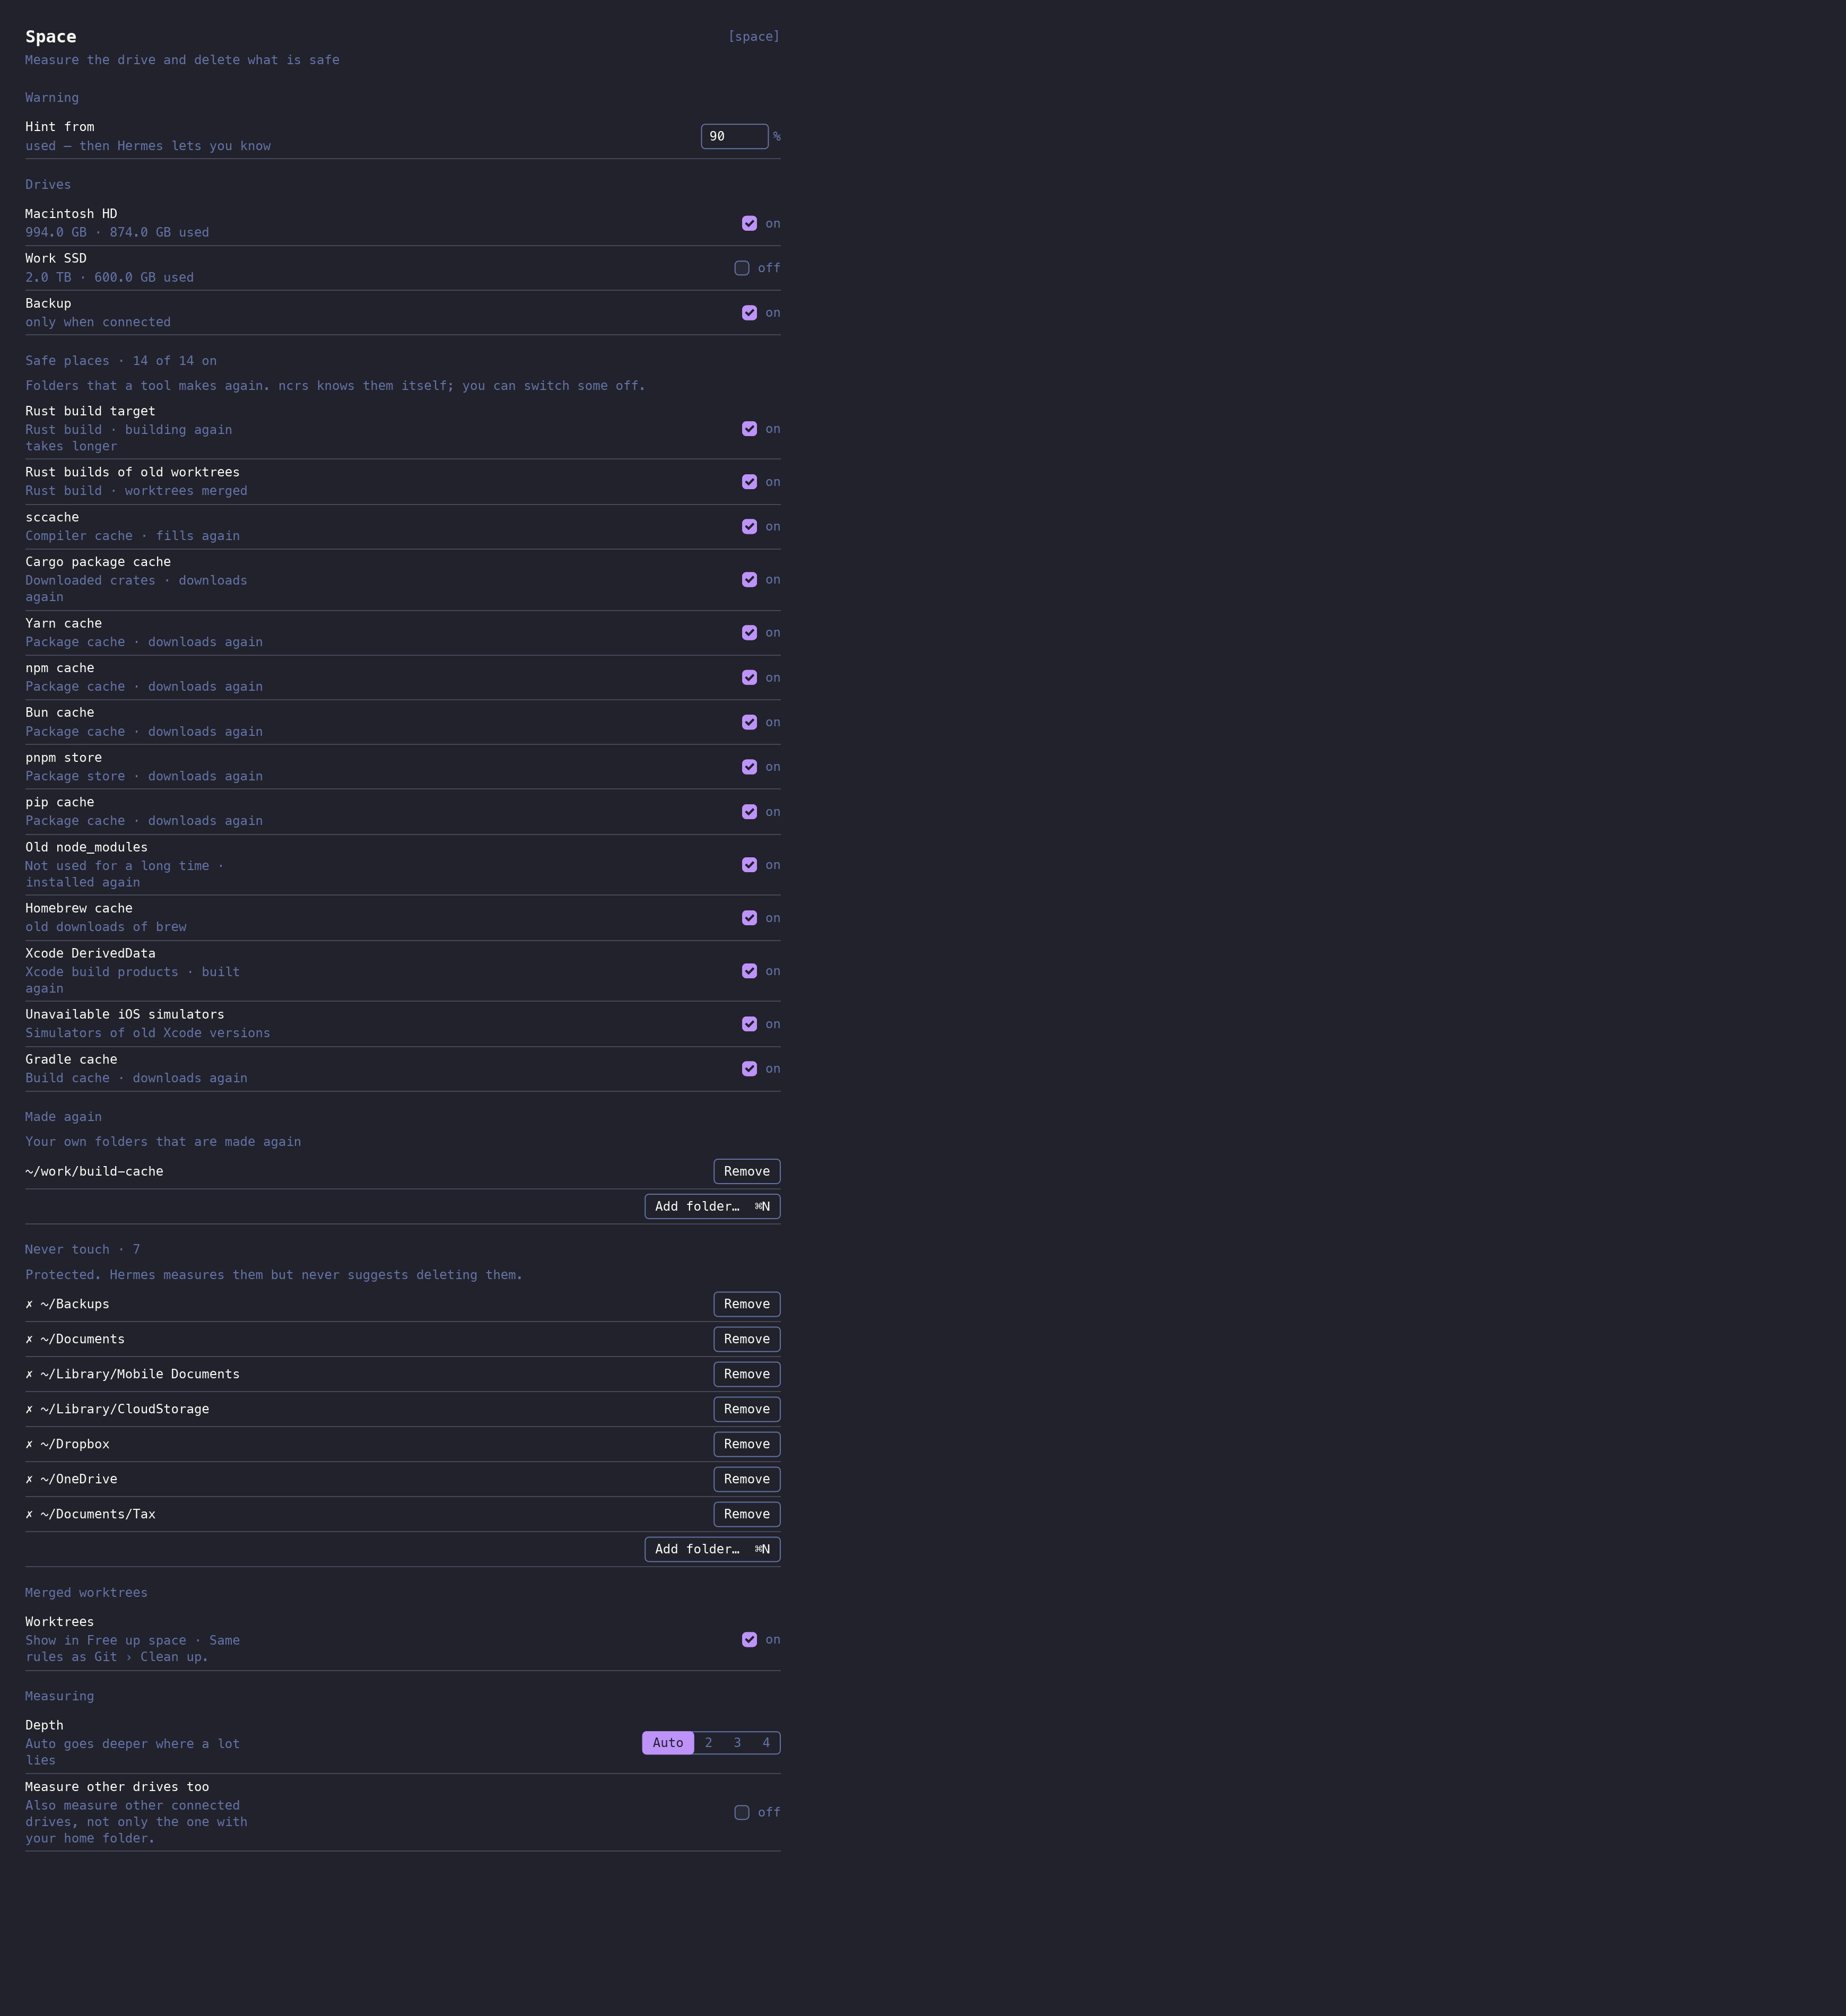 Space [space]
Measure the drive and delete what is safe
Warning
Hint from
used — then Hermes lets you know
90 %
Drives
Macintosh HD
994.0 GB · 874.0 GB used
on
Work SSD
2.0 TB · 600.0 GB used
off
Backup
only when connected
on
Safe places · 14 of 14 on
Folders that a tool makes again. ncrs knows them itself; you can switch some off.
Rust build target
Rust build · building again
takes longer
on
Rust builds of old worktrees
Rust build · worktrees merged
on
sccache
Compiler cache · fills again
on
Cargo package cache
Downloaded crates · downloads
again
on
Yarn cache
Package cache · downloads again
on
npm cache
Package cache · downloads again
on
Bun cache
Package cache · downloads again
on
pnpm store
Package store · downloads again
on
pip cache
Package cache · downloads again
on
Old node_modules
Not used for a long time ·
installed again
on
Homebrew cache
old downloads of brew
on
Xcode DerivedData
Xcode build products · built
again
on
Unavailable iOS simulators
Simulators of old Xcode versions
on
Gradle cache
Build cache · downloads again
on
Made again
Your own folders that are made again
~/work/build-cache Remove
Add folder… ⌘N
Never touch · 7
Protected. Hermes measures them but never suggests deleting them.
✗ ~/Backups Remove
✗ ~/Documents Remove
✗ ~/Library/Mobile Documents Remove
✗ ~/Library/CloudStorage Remove
✗ ~/Dropbox Remove
✗ ~/OneDrive Remove
✗ ~/Documents/Tax Remove
Add folder… ⌘N
Merged worktrees
Worktrees
Show in Free up space · Same
rules as Git › Clean up.
on
Measuring
Depth
Auto goes deeper where a lot
lies
Auto 2 3 4
Measure other drives too
Also measure other connected
drives, not only the one with
your home folder.
off